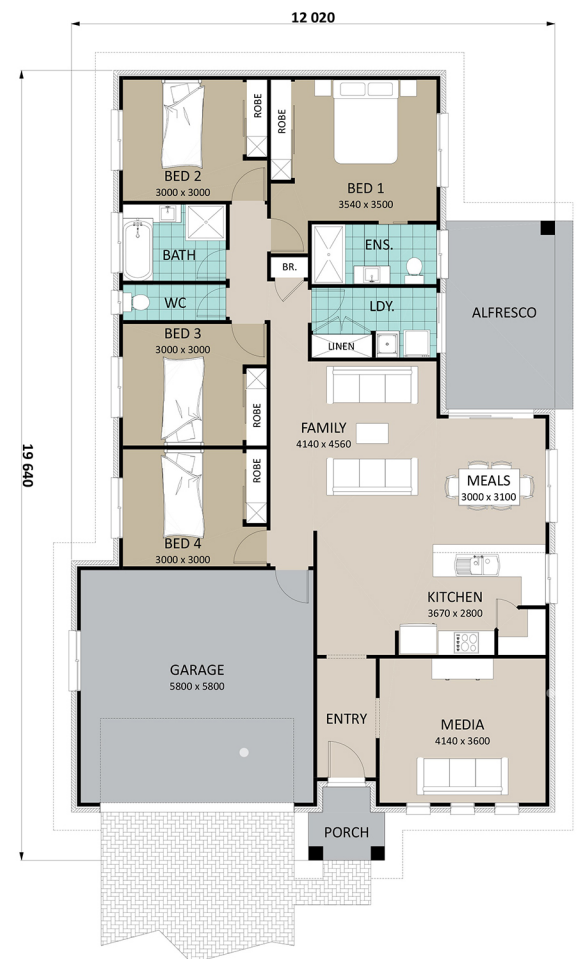 12 020
ROBE
ROBE
BED 2
3000 x 3000
BED 1
3540 x 3500
BATH
ENS.
BR.
WC
LDY.
ALFRESCO
LINEN
BED 3
3000 x 3000
ROBE
FAMILY
4140 x 4560
19 640
ROBE
MEALS
3000 x 3100
BED 4
3000 x 3000
KITCHEN
3670 x 2800
GARAGE
5800 x 5800
ENTRY
MEDIA
4140 x 3600
PORCH